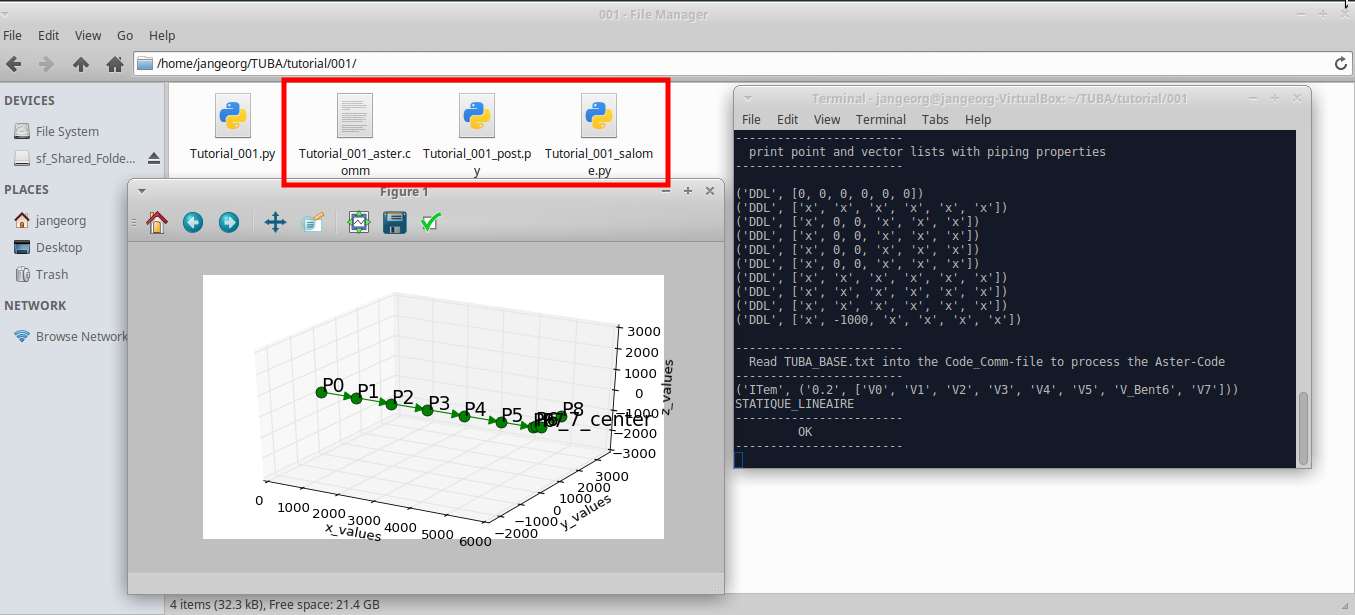 001 - File Manager
File Edit View Go Help
/home/jangeorg/TUBA/tutorial/001/
DEVICES
File System
sf_Shared_Folde...
PLACES
jangeorg
Desktop
Trash
NETWORK
Browse Network
Tutorial_001.py
Tutorial_001_aster.c
omm
Tutorial_001_post.p
y
Tutorial_001_salom
e.py
Figure 1
P0
P1
P2
P3
P4
P5
P8
_7_center
3000
2000
1000
0
−1000
−2000
−3000
z_values
3000
2000
1000
0
−1000
−2000
y_values
0
1000
2000
3000
4000
5000
6000
x_values
Terminal - jangeorg@jangeorg-VirtualBox: ~/TUBA/tutorial/001
File Edit View Terminal Tabs Help
------------------------
print point and vector lists with piping properties
------------------------
('DDL', [0, 0, 0, 0, 0, 0])
('DDL', ['x', 'x', 'x', 'x', 'x', 'x'])
('DDL', ['x', 0, 0, 'x', 'x', 'x'])
('DDL', ['x', 0, 0, 'x', 'x', 'x'])
('DDL', ['x', 0, 0, 'x', 'x', 'x'])
('DDL', ['x', 0, 0, 'x', 'x', 'x'])
('DDL', ['x', 'x', 'x', 'x', 'x', 'x'])
('DDL', ['x', 'x', 'x', 'x', 'x', 'x'])
('DDL', ['x', 'x', 'x', 'x', 'x', 'x'])
('DDL', ['x', -1000, 'x', 'x', 'x', 'x'])
------------------------
Read TUBA_BASE.txt into the Code_Comm-file to process the Aster-Code
------------------------
('ITem', ('0.2', ['V0', 'V1', 'V2', 'V3', 'V4', 'V5', 'V_Bent6', 'V7']))
STATIQUE_LINEAIRE
------------------------
OK
------------------------
4 items (32.3 kB), Free space: 21.4 GB